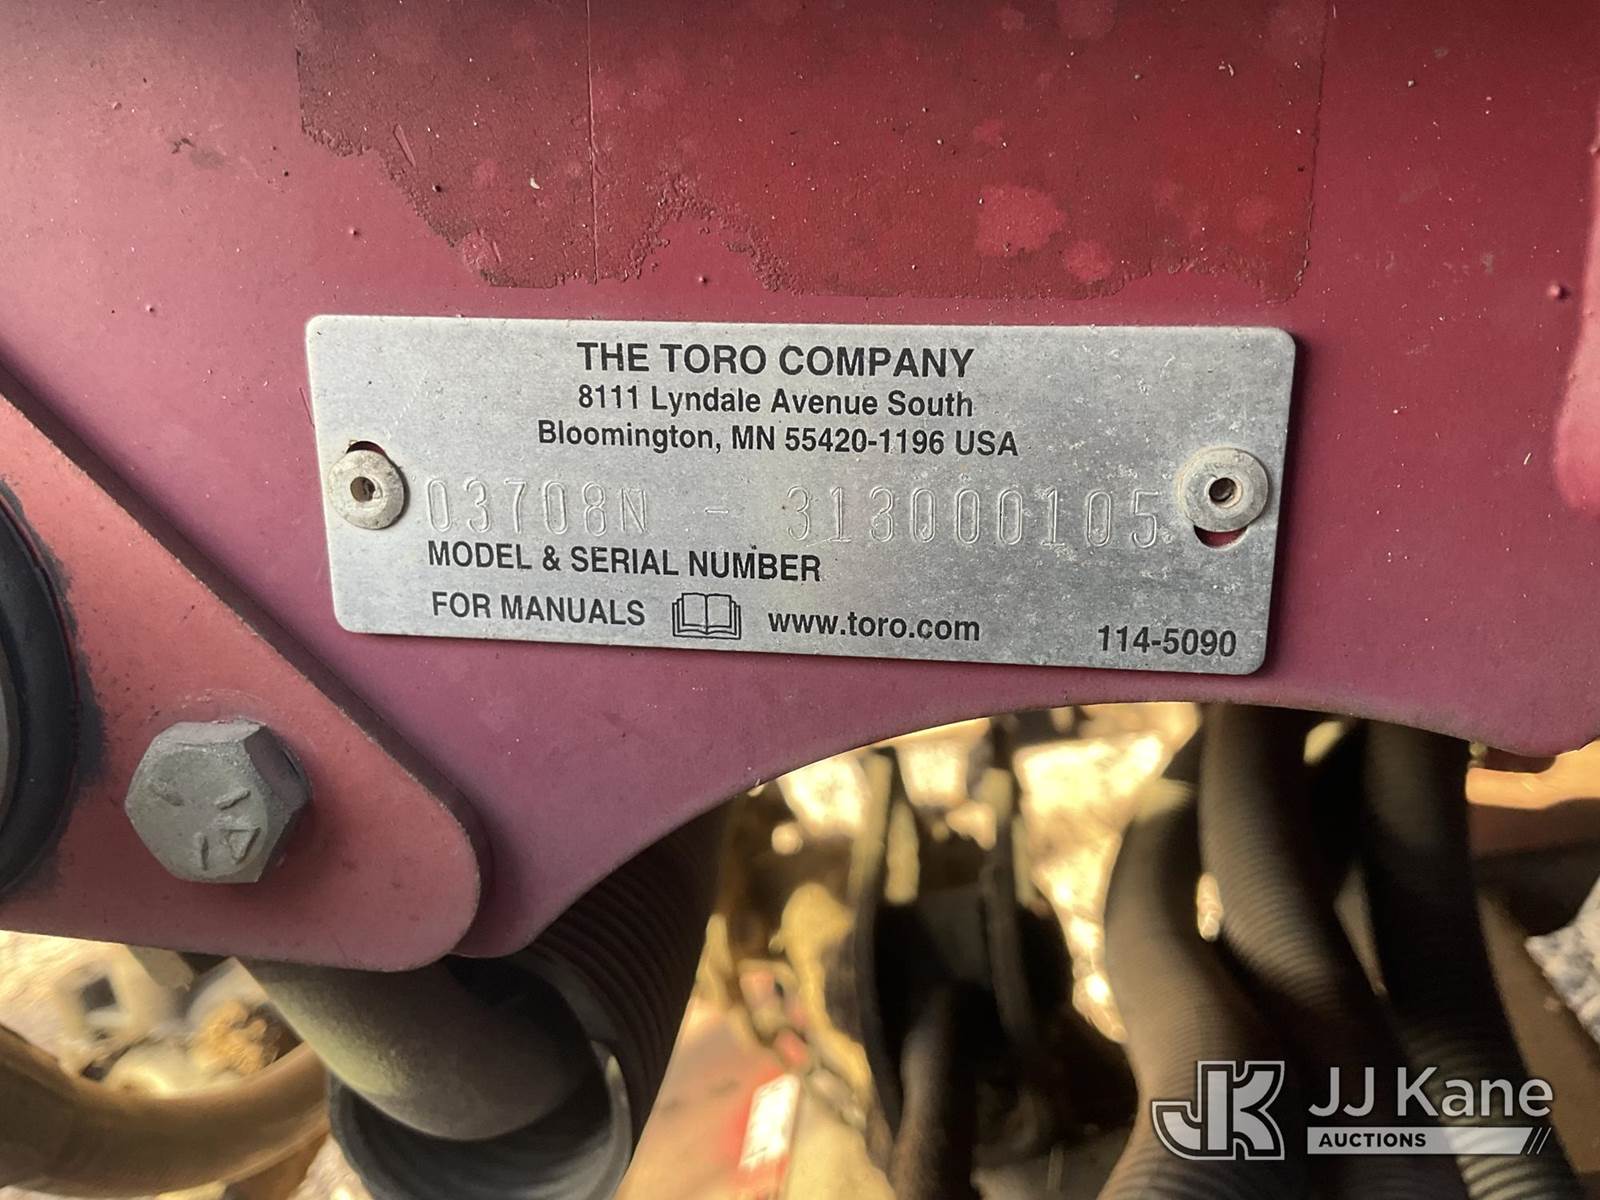 THE TORO COMPANY
8111 Lyndale Avenue South
Bloomington, MN 55420-1196 USA
03708N - 313000105
MODEL & SERIAL NUMBER
FOR MANUALS www.toro.com 114-5090
JK JJ Kane
AUCTIONS